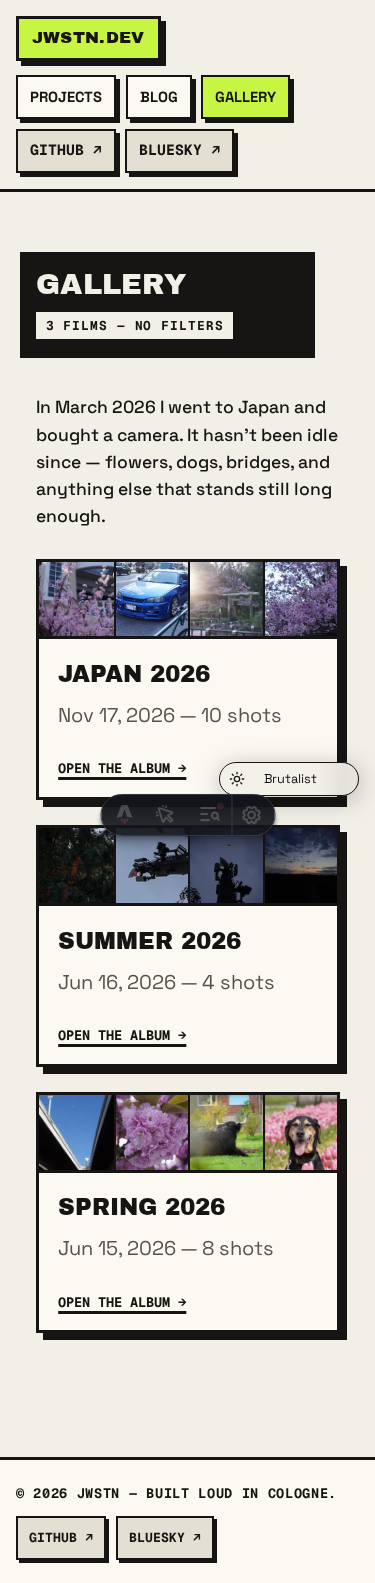 JWSTN.DEV
PROJECTS
BLOG
GALLERY
GITHUB ↗
BLUESKY ↗
GALLERY
3 FILMS — NO FILTERS
In March 2026 I went to Japan and
bought a camera. It hasn't been idle
since — flowers, dogs, bridges, and
anything else that stands still long
enough.
JAPAN 2026
Nov 17, 2026 — 10 shots
OPEN THE ALBUM →
Brutalist
SUMMER 2026
Jun 16, 2026 — 4 shots
OPEN THE ALBUM →
SPRING 2026
Jun 15, 2026 — 8 shots
OPEN THE ALBUM →
© 2026 JWSTN — BUILT LOUD IN COLOGNE.
GITHUB ↗
BLUESKY ↗